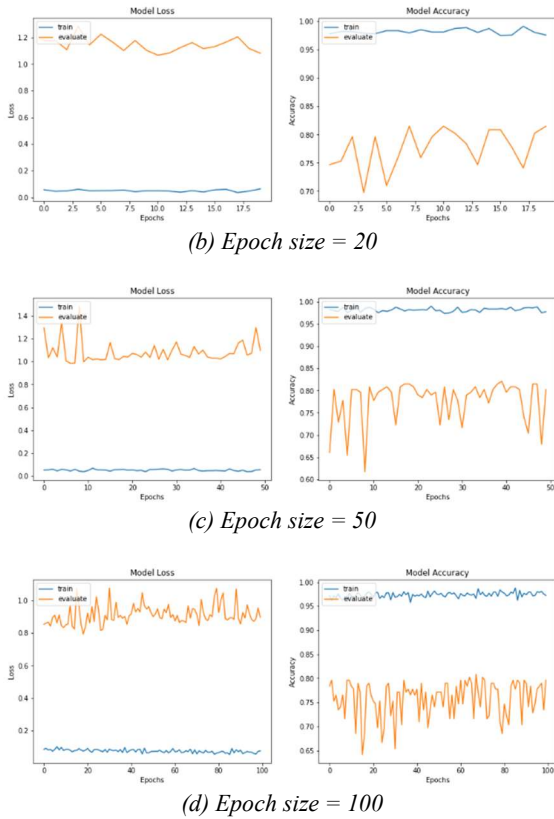 Model Loss
train
evaluate
1.2
1.0
0.8
0.6
0.4
0.2
0.0
Loss
0.0 2.5 5.0 7.5 10.0 12.5 15.0 17.5
Epochs
Model Accuracy
train
evaluate
1.00
0.95
0.90
0.85
0.80
0.75
0.70
Accuracy
0.0 2.5 5.0 7.5 10.0 12.5 15.0 17.5
Epochs
(b) Epoch size = 20
Model Loss
train
evaluate
1.4
1.2
1.0
0.8
0.6
0.4
0.2
0.0
Loss
0 10 20 30 40 50
Epochs
Model Accuracy
train
evaluate
1.00
0.95
0.90
0.85
0.80
0.75
0.70
0.65
0.60
Accuracy
0 10 20 30 40 50
Epochs
(c) Epoch size = 50
Model Loss
train
evaluate
1.0
0.8
0.6
0.4
0.2
Loss
0 20 40 60 80 100
Epochs
Model Accuracy
train
evaluate
1.00
0.95
0.90
0.85
0.80
0.75
0.70
0.65
Accuracy
0 20 40 60 80 100
Epochs
(d) Epoch size = 100